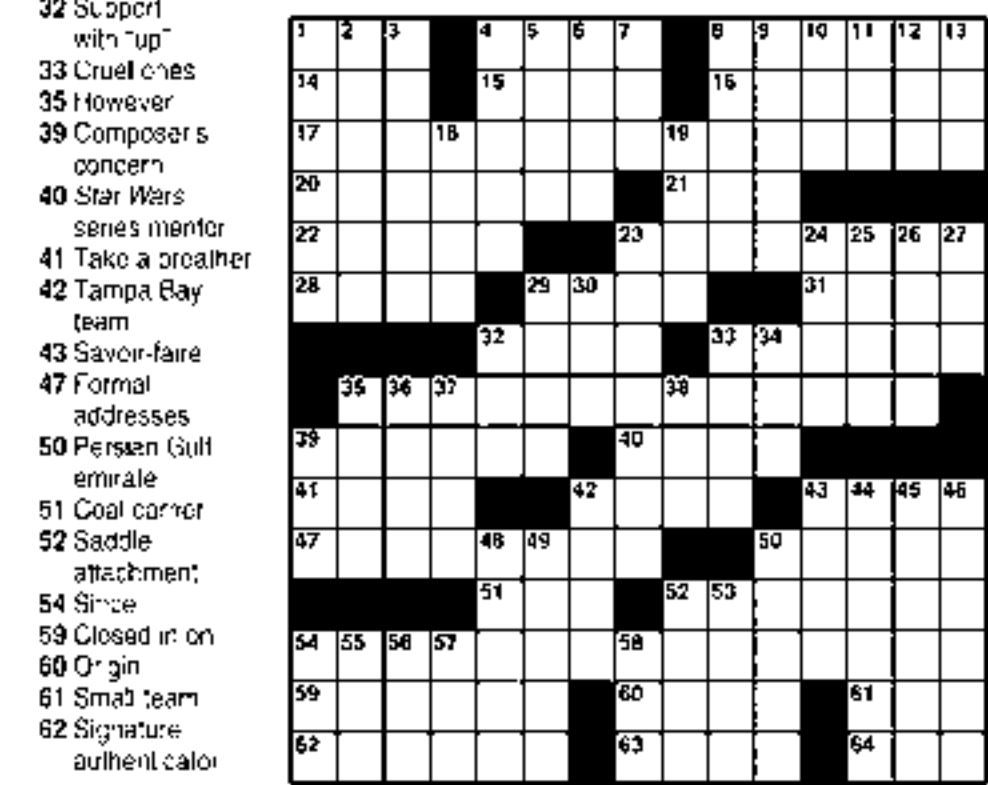 32 Support
with "up"
33 Cruel ones
35 However
39 Composer's
concern
40 Star Wars
series mentor
41 Take a breather
42 Tampa Bay
team
43 Savoir-faire
47 Formal
addresses
50 Persian Gulf
emirate
51 Coal carrier
52 Saddle
attachment
54 Since
59 Closed in on
60 Origin
61 Small team
62 Signature
authenticator
1 2 3 4 5 6 7 8 9 10 11 12 13
14 15 16
17 18 19
20 21
22 23 24 25 26 27
28 29 30 31
32 33 34
35 36 37 38
39 40
41 42 43 44 45 46
47 48 49 50
51 52 53
54 55 56 57 58
59 60 61
62 63 64